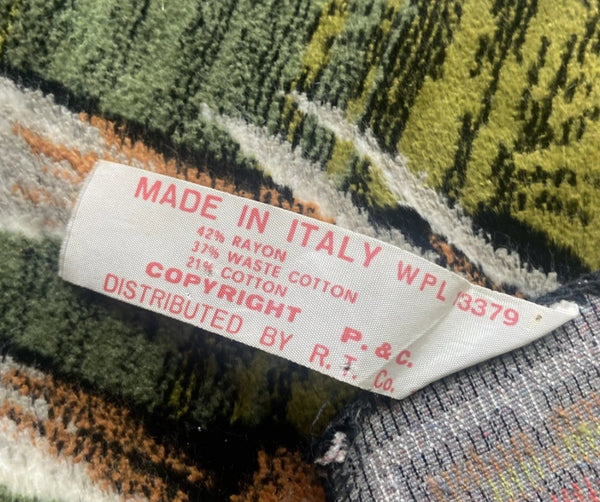 MADE IN ITALY WPL 13379
42% RAYON
37% WASTE COTTON
21% COTTON
COPYRIGHT P. & C.
DISTRIBUTED BY R. T. Co.